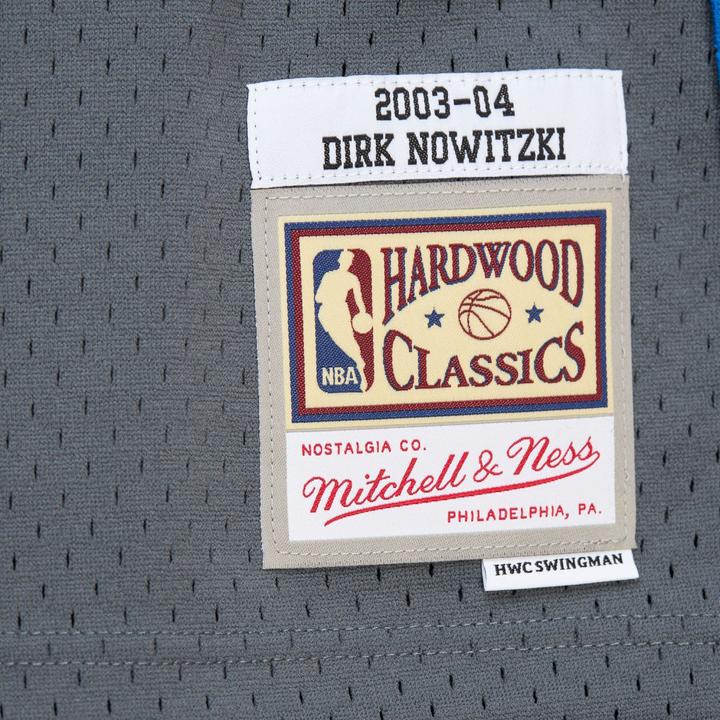 2003-04
DIRK NOWITZKI
HARDWOOD
CLASSICS
NBA
NOSTALGIA CO.
Mitchell & Ness
PHILADELPHIA, PA.
HWC SWINGMAN